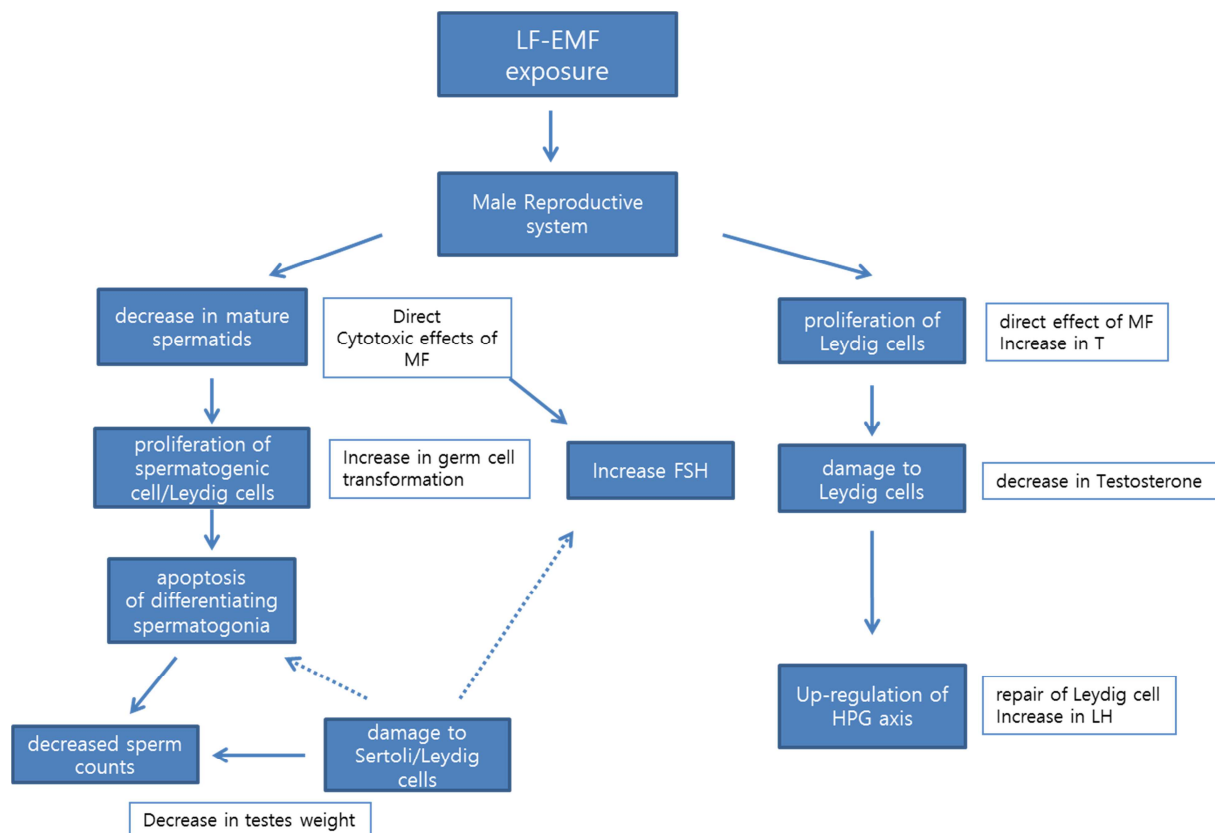 LF-EMF
exposure
Male Reproductive
system
decrease in mature
spermatids
Direct
Cytotoxic effects of
MF
proliferation of
Leydig cells
direct effect of MF
Increase in T
proliferation of
spermatogenic
cell/Leydig cells
Increase in germ cell
transformation
Increase FSH
damage to
Leydig cells
decrease in Testosterone
apoptosis
of differentiating
spermatogonia
Up-regulation of
HPG axis
repair of Leydig cell
Increase in LH
decreased sperm
counts
damage to
Sertoli/Leydig
cells
Decrease in testes weight